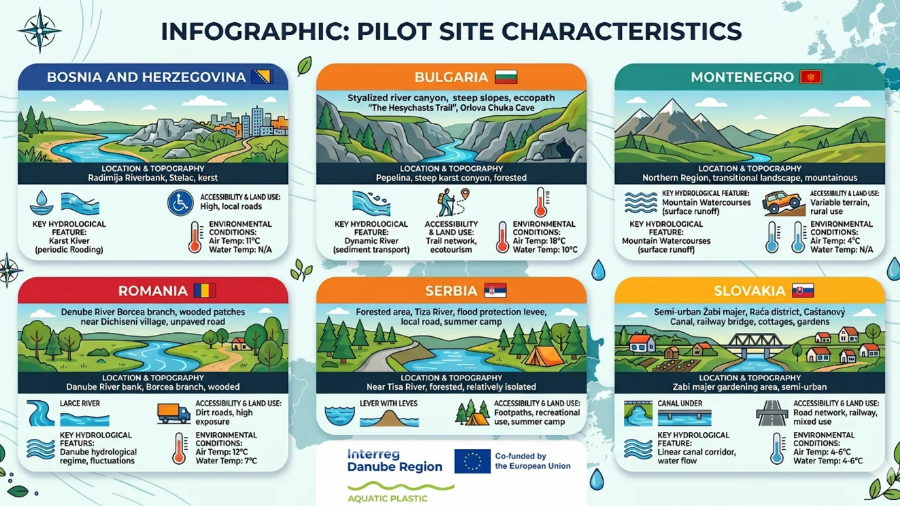 INFOGRAPHIC: PILOT SITE CHARACTERISTICS
BOSNIA AND HERZEGOVINA
LOCATION & TOPOGRAPHY
Radimija Riverbank, Stelac, kerst
KEY HYDROLOGICAL
FEATURE:
Karst River
(periodic Rooding)
ACCESSIBILITY & LAND USE:
High, local roads
ENVIRONMENTAL
CONDITIONS:
Air Temp: 11°C
Water Temp: N/A
BULGARIA
Styalized river canyon, steep slopes, eccopath
"The Hesychasts Trail", Orlova Chuka Cave
LOCATION & TOPOGRAPHY
Pepelina, steep karst conyon, forested
KEY HYDROLOGICAL
FEATURE:
Dynamic River
(sediment transport)
ACCESSIBILITY
& LAND USE:
Trail network,
ecotourism
ENVIRONMENTAL
CONDITIONS:
Air Temp: 18°C
Water Temp: 10°C
MONTENEGRO
LOCATION & TOPOGRAPHY
Northern Region, transitional landscape, mountainous
KEY HYDROLOGICAL FEATURE:
Mountain Watercourses
(surface runoff)
KEY HYDROLOGICAL
FEATURE:
Mountain Watercourses
(surface runoff)
ACCESSIBILITY & LAND USE:
Variable terrain,
rural use
ENVIRONMENTAL
CONDITIONS:
Air Temp: 4°C
Water Temp: N/A
ROMANIA
Denube River Borcea branch, wooded patches
near Dichiseni village, unpaved road
LOCATION & TOPOGRAPHY
Danube River bank, Borcea branch, wooded
LARCE RIVER
KEY HYDROLOGICAL
FEATURS:
Danube hydrological
regime, fluctuations
ACCESSIBILITY & LAND USE:
Dirt roads, high
exposure
ENVIRONMENTAL
CONDITIONS:
Air Temp: 12°C
Water Temp: 7°C
SERBIA
Forested area, Tiza River, flood protection levee,
local road, summer camp
LOCATION & TOPOGRAPHY
Near Tisa River, forested, relatively isolated
LEVER WITH LEVES
ACCESSIBILITY & LAND USE:
Footpaths, recreational
use, summer camp
SLOVAKIA
Semi-urban Žabi majer, Raća district, Čaštanový
Canal, railway bridge, cottages, gardens
LOCATION & TOPOGRAPHY
Zabi majer gardening area, semi-urban
CANAL UNDER
KEY HYDROLOGICAL
FEATURE:
Linear canal corridor,
water flow
ACCESSIBILITY & LAND USE:
Road network, railway,
mixed use
ENVIRONMENTAL
CONDITIONS:
Air Temp: 4-6°C
Water Temp: 4-6°C
Interreg
Danube Region
Co-funded by
the European Union
AQUATIC PLASTIC